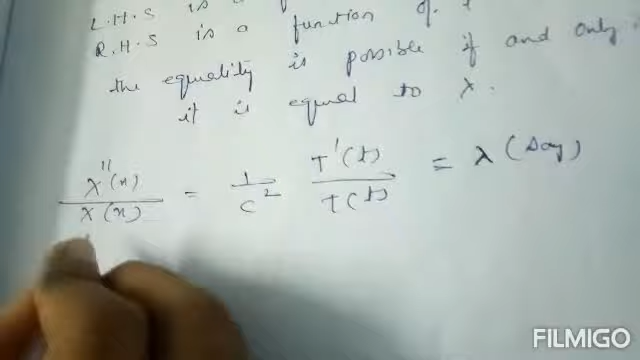 L.H.S is a
R.H.S is a function of t
the equality is possible if and only
it is equal to λ.
X''(x)/X(x) = 1/c² T'(t)/T(t) = λ (Say)
FILMIGO